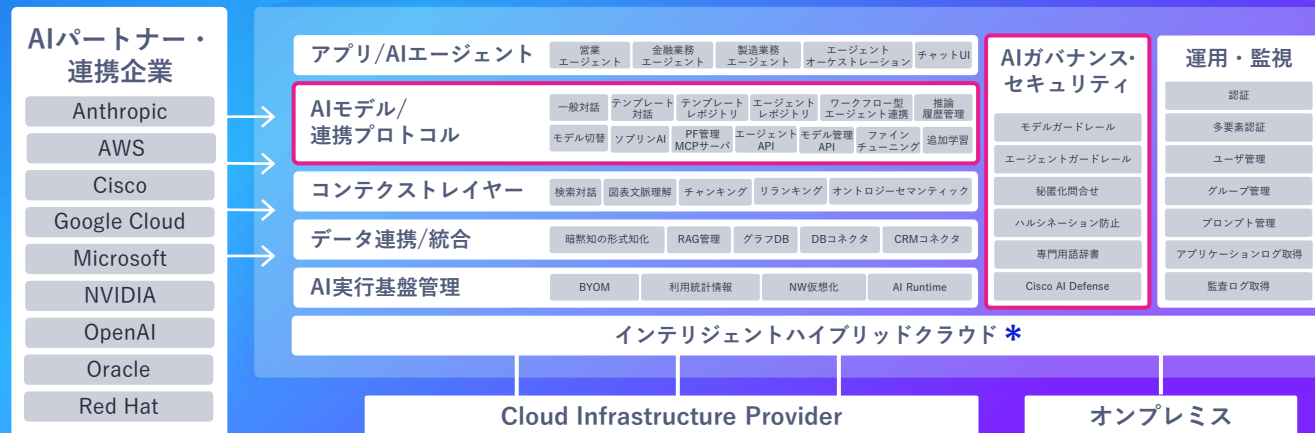 AIパートナー・
連携企業
Anthropic
AWS
Cisco
Google Cloud
Microsoft
NVIDIA
OpenAI
Oracle
Red Hat
アプリ/AIエージェント
営業
エージェント
金融業務
エージェント
製造業務
エージェント
エージェント
オーケストレーション
チャットUI
AIモデル/
連携プロトコル
一般対話
テンプレート
対話
テンプレート
レポジトリ
エージェント
レポジトリ
ワークフロー型
エージェント連携
推論
履歴管理
モデル切替
ソブリンAI
PF管理
MCPサーバ
エージェント
API
モデル管理
API
ファイン
チューニング
追加学習
コンテクストレイヤー
検索対話
図表文脈理解
チャンキング
リランキング
オントロジーセマンティック
データ連携/統合
暗黙知の形式知化
RAG管理
グラフDB
DBコネクタ
CRMコネクタ
AI実行基盤管理
BYOM
利用統計情報
NW仮想化
AI Runtime
AIガバナンス・
セキュリティ
モデルガードレール
エージェントガードレール
秘匿化問合せ
ハルシネーション防止
専門用語辞書
Cisco AI Defense
運用・監視
認証
多要素認証
ユーザ管理
グループ管理
プロンプト管理
アプリケーションログ取得
監査ログ取得
インテリジェントハイブリッドクラウド *
Cloud Infrastructure Provider
オンプレミス